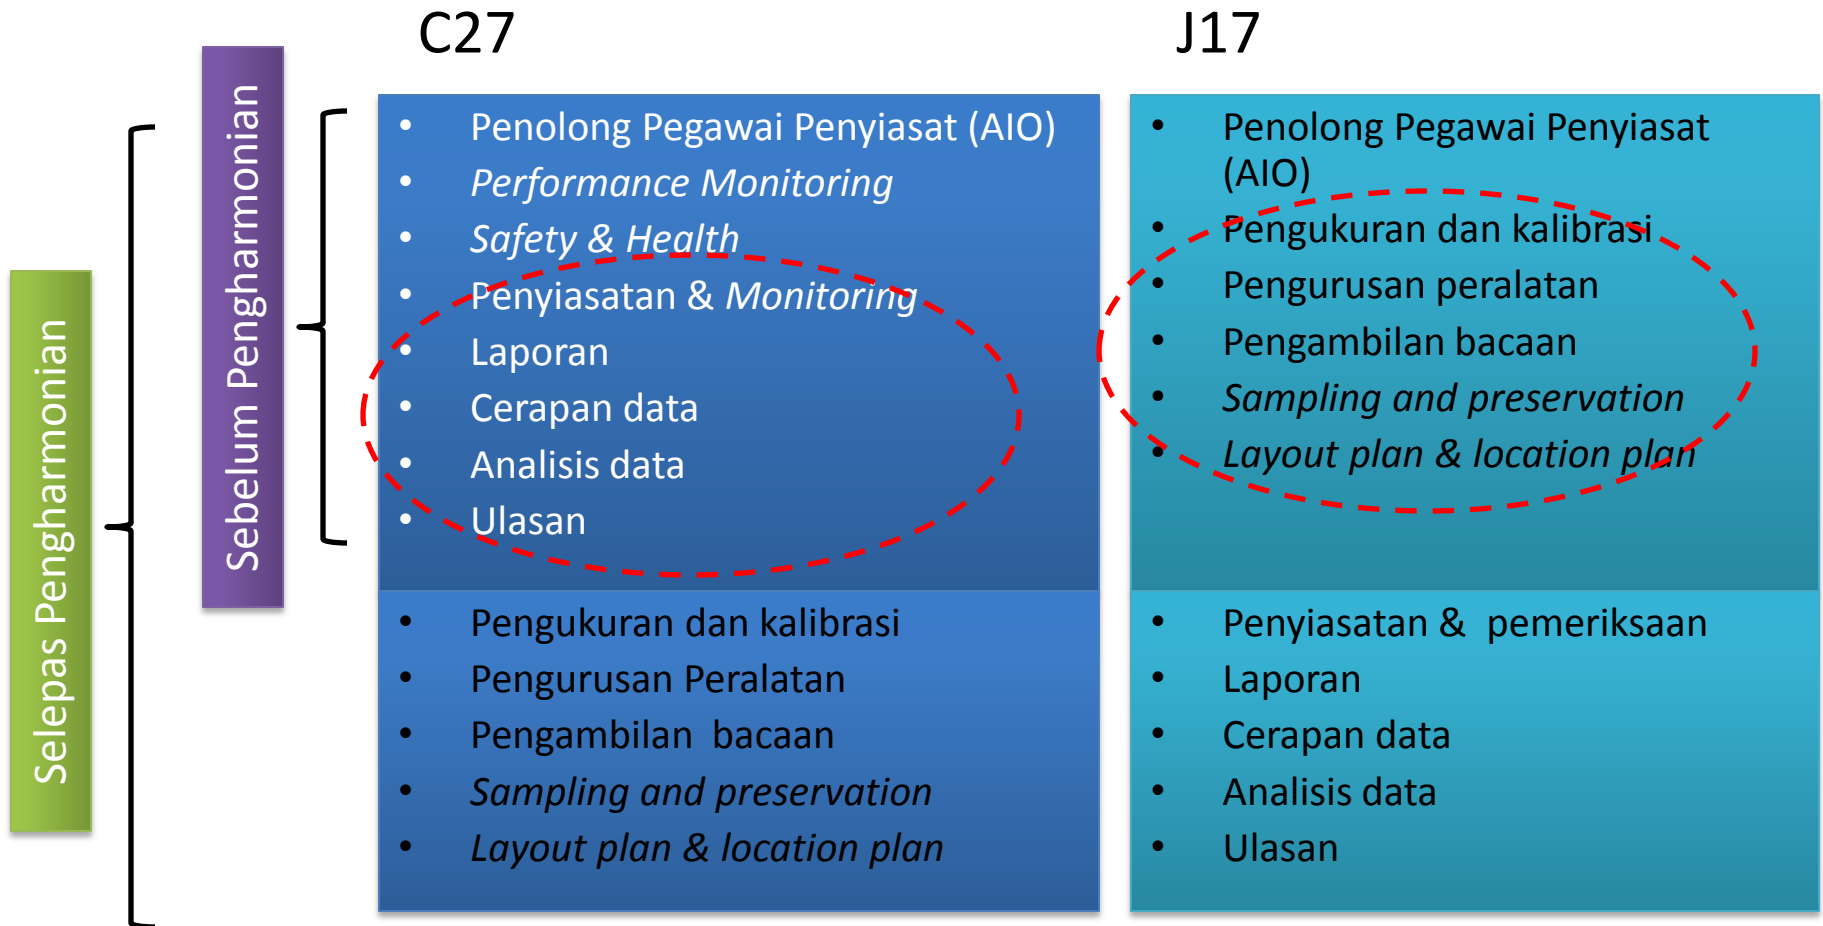 C27
J17
Selepas Pengharmonian
Sebelum Pengharmonian
• Penolong Pegawai Penyiasat (AIO)
• Performance Monitoring
• Safety & Health
• Penyiasatan & Monitoring
• Laporan
• Cerapan data
• Analisis data
• Ulasan
• Pengukuran dan kalibrasi
• Pengurusan Peralatan
• Pengambilan bacaan
• Sampling and preservation
• Layout plan & location plan
• Penolong Pegawai Penyiasat
(AIO)
• Pengukuran dan kalibrasi
• Pengurusan peralatan
• Pengambilan bacaan
• Sampling and preservation
• Layout plan & location plan
• Penyiasatan & pemeriksaan
• Laporan
• Cerapan data
• Analisis data
• Ulasan